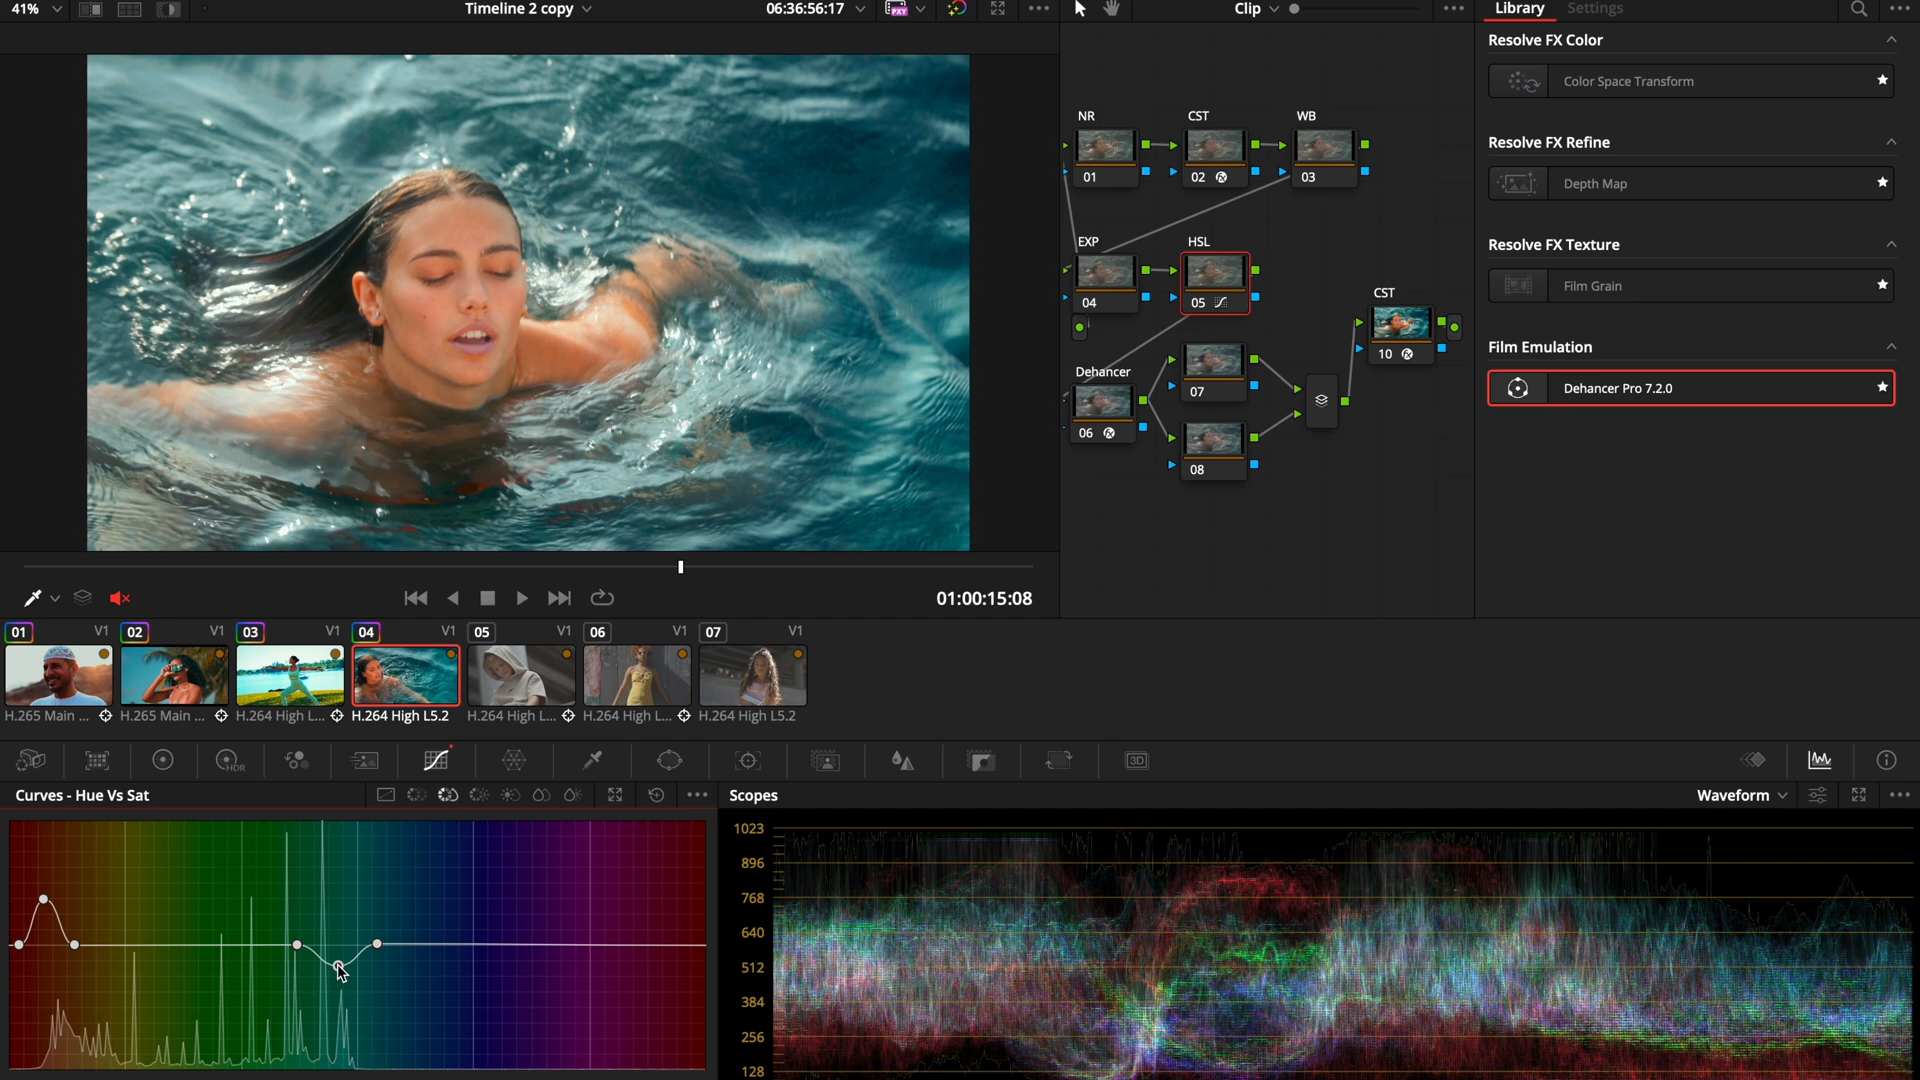 41%
Timeline 2 copy
06:36:56:17
PXY
Clip
Library Settings
Resolve FX Color
Color Space Transform
Resolve FX Refine
Depth Map
Resolve FX Texture
Film Grain
Film Emulation
Dehancer Pro 7.2.0
NR CST WB
01 02 03
EXP HSL
04 05
CST
10
Dehancer
07
06
08
01:00:15:08
01 V1 02 V1 03 V1 04 V1 05 V1 06 V1 07 V1
H.265 Main ... H.265 Main ... H.264 High L... H.264 High L5.2 H.264 High L... H.264 High L... H.264 High L5.2
HDR
3D
Curves - Hue Vs Sat
Scopes
Waveform
1023
896
768
640
512
384
256
128